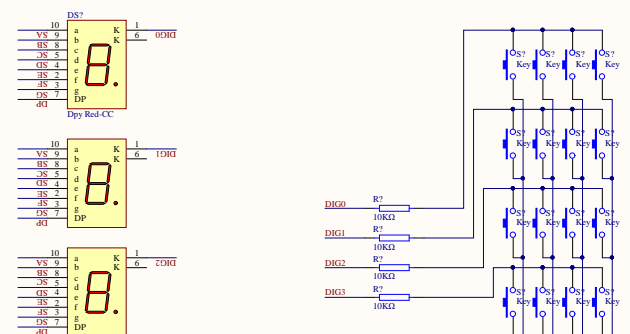 DS?
10 a K 1
SA 9 b K 6 DIG0
SB 8 c
SC 5 d
SD 4 e
SE 2 f
SF 3 g
SG 7 DP
DP
Dpy Red-CC
10 a K 1
SA 9 b K 6 DIG1
SB 8 c
SC 5 d
SD 4 e
SE 2 f
SF 3 g
SG 7 DP
DP
10 a K 1
SA 9 b K 6 DIG2
SB 8 c
SC 5 d
SD 4 e
SE 2 f
SF 3 g
SG 7 DP
DP
S? S? S? S?
Key Key Key Key
S? S? S? S?
Key Key Key Key
R?
DIG0
10KΩ
S? S? S? S?
Key Key Key Key
R?
DIG1
10KΩ
R?
DIG2
10KΩ
R?
DIG3
10KΩ
S? S? S? S?
Key Key Key Key